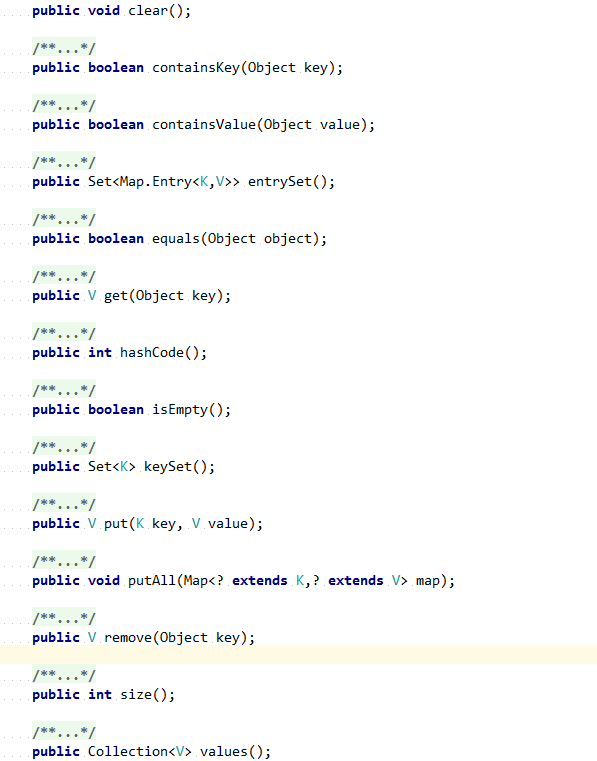 public void clear();
/**...*/
public boolean containsKey(Object key);
/**...*/
public boolean containsValue(Object value);
/**...*/
public Set<Map.Entry<K,V>> entrySet();
/**...*/
public boolean equals(Object object);
/**...*/
public V get(Object key);
/**...*/
public int hashCode();
/**...*/
public boolean isEmpty();
/**...*/
public Set<K> keySet();
/**...*/
public V put(K key, V value);
/**...*/
public void putAll(Map<? extends K,? extends V> map);
/**...*/
public V remove(Object key);
/**...*/
public int size();
/**...*/
public Collection<V> values();